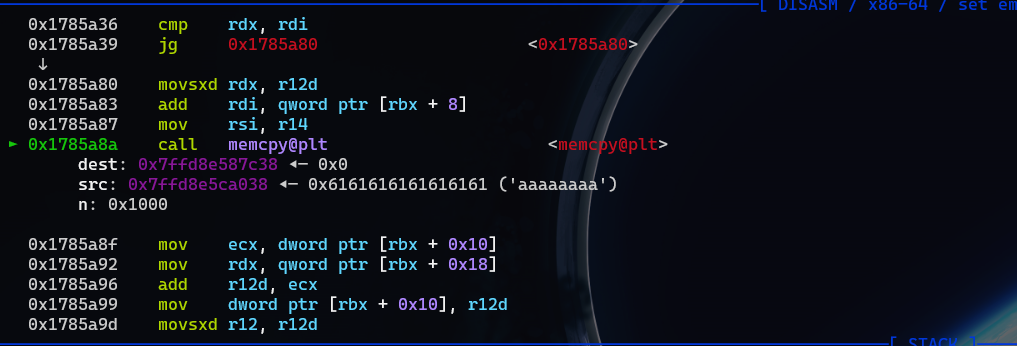 [ DISASM / x86-64 / set em
0x1785a36 cmp rdx, rdi
0x1785a39 jg 0x1785a80 <0x1785a80>
↓
0x1785a80 movsxd rdx, r12d
0x1785a83 add rdi, qword ptr [rbx + 8]
0x1785a87 mov rsi, r14
► 0x1785a8a call memcpy@plt <memcpy@plt>
dest: 0x7ffd8e587c38 ◂— 0x0
src: 0x7ffd8e5ca038 ◂— 0x6161616161616161 ('aaaaaaaa')
n: 0x1000
0x1785a8f mov ecx, dword ptr [rbx + 0x10]
0x1785a92 mov rdx, qword ptr [rbx + 0x18]
0x1785a96 add r12d, ecx
0x1785a99 mov dword ptr [rbx + 0x10], r12d
0x1785a9d movsxd r12, r12d
[ STACK ]